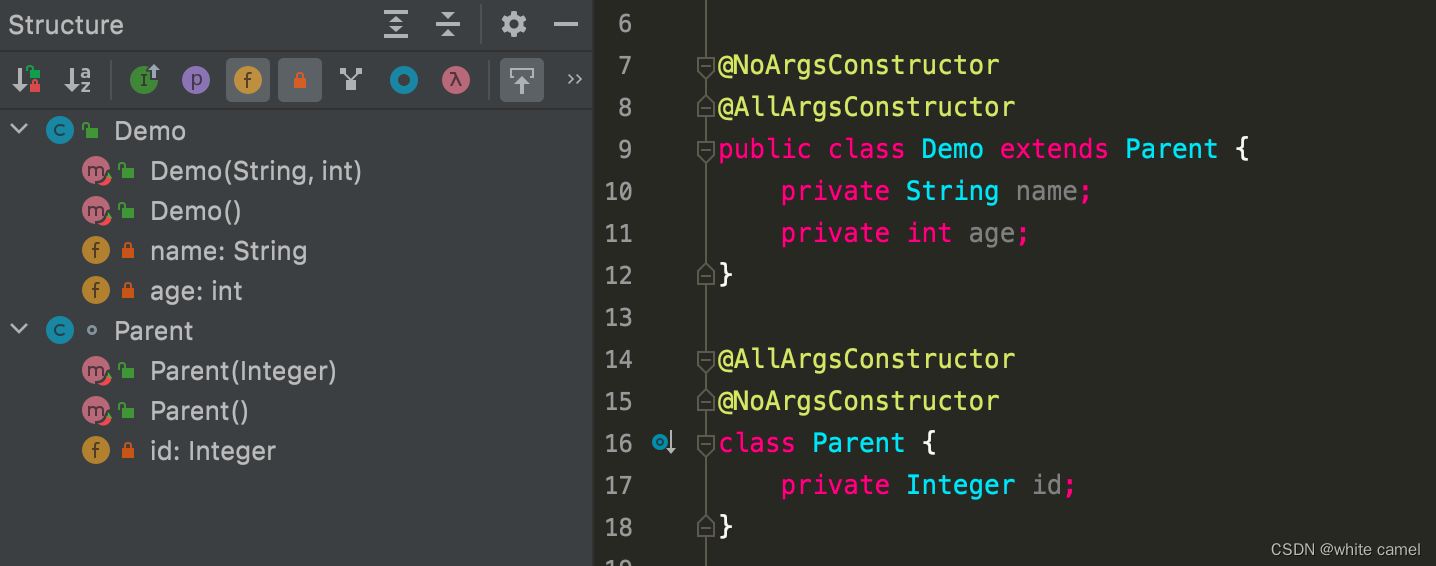 Structure
Demo
Demo(String, int)
Demo()
name: String
age: int
Parent
Parent(Integer)
Parent()
id: Integer
6
7 @NoArgsConstructor
8 @AllArgsConstructor
9 public class Demo extends Parent {
10 private String name;
11 private int age;
12 }
13
14 @AllArgsConstructor
15 @NoArgsConstructor
16 class Parent {
17 private Integer id;
18 }
CSDN @white camel